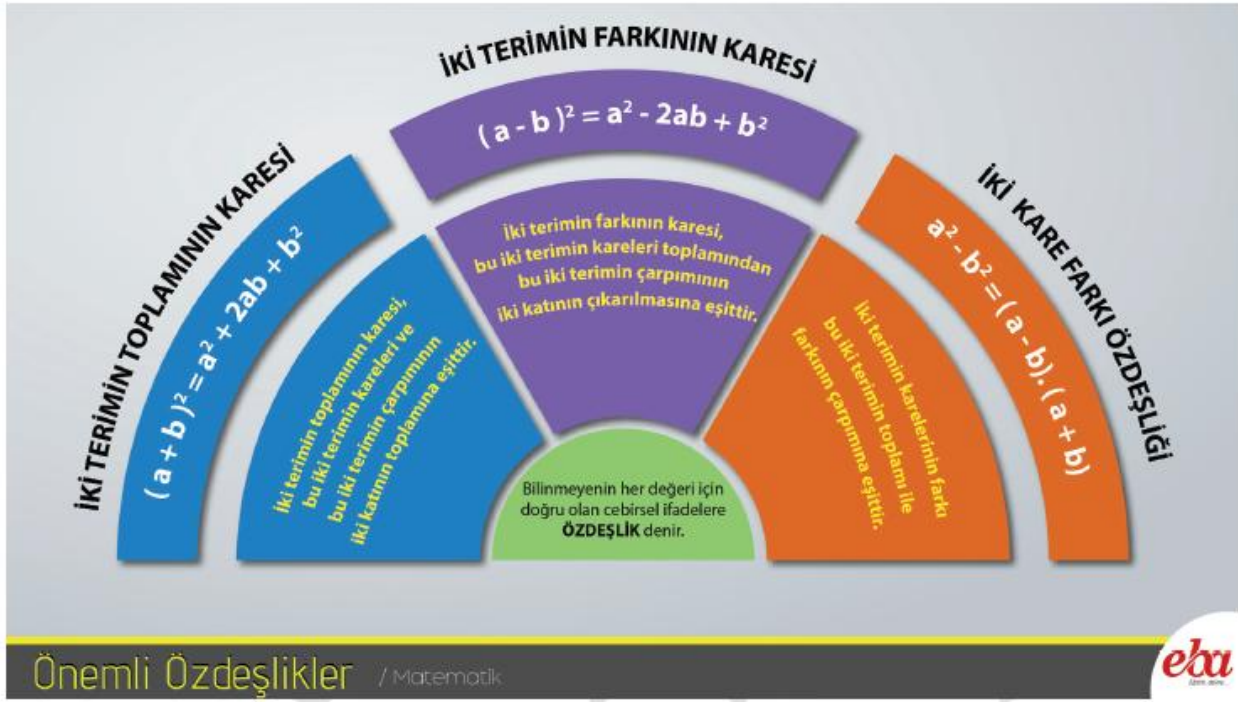 İKİ TERİMİN TOPLAMININ KARESİ
(a + b)² = a² + 2ab + b²
İki terimin toplamının karesi,
bu iki terimin kareleri ve
bu iki terimin çarpımının
iki katının toplamına eşittir.
İKİ TERİMİN FARKININ KARESİ
(a - b)² = a² - 2ab + b²
İki terimin farkının karesi,
bu iki terimin kareleri toplamından
bu iki terimin çarpımının
iki katının çıkarılmasına eşittir.
İKİ KARE FARKI ÖZDEŞLİĞİ
a² - b² = (a - b).(a + b)
İki terimin karelerinin farkı
bu iki terimin toplamı ile
farkının çarpımına eşittir.
Bilinmeyenin her değeri için
doğru olan cebirsel ifadelere
ÖZDEŞLİK denir.
Önemli Özdeşlikler / Matematik
eba